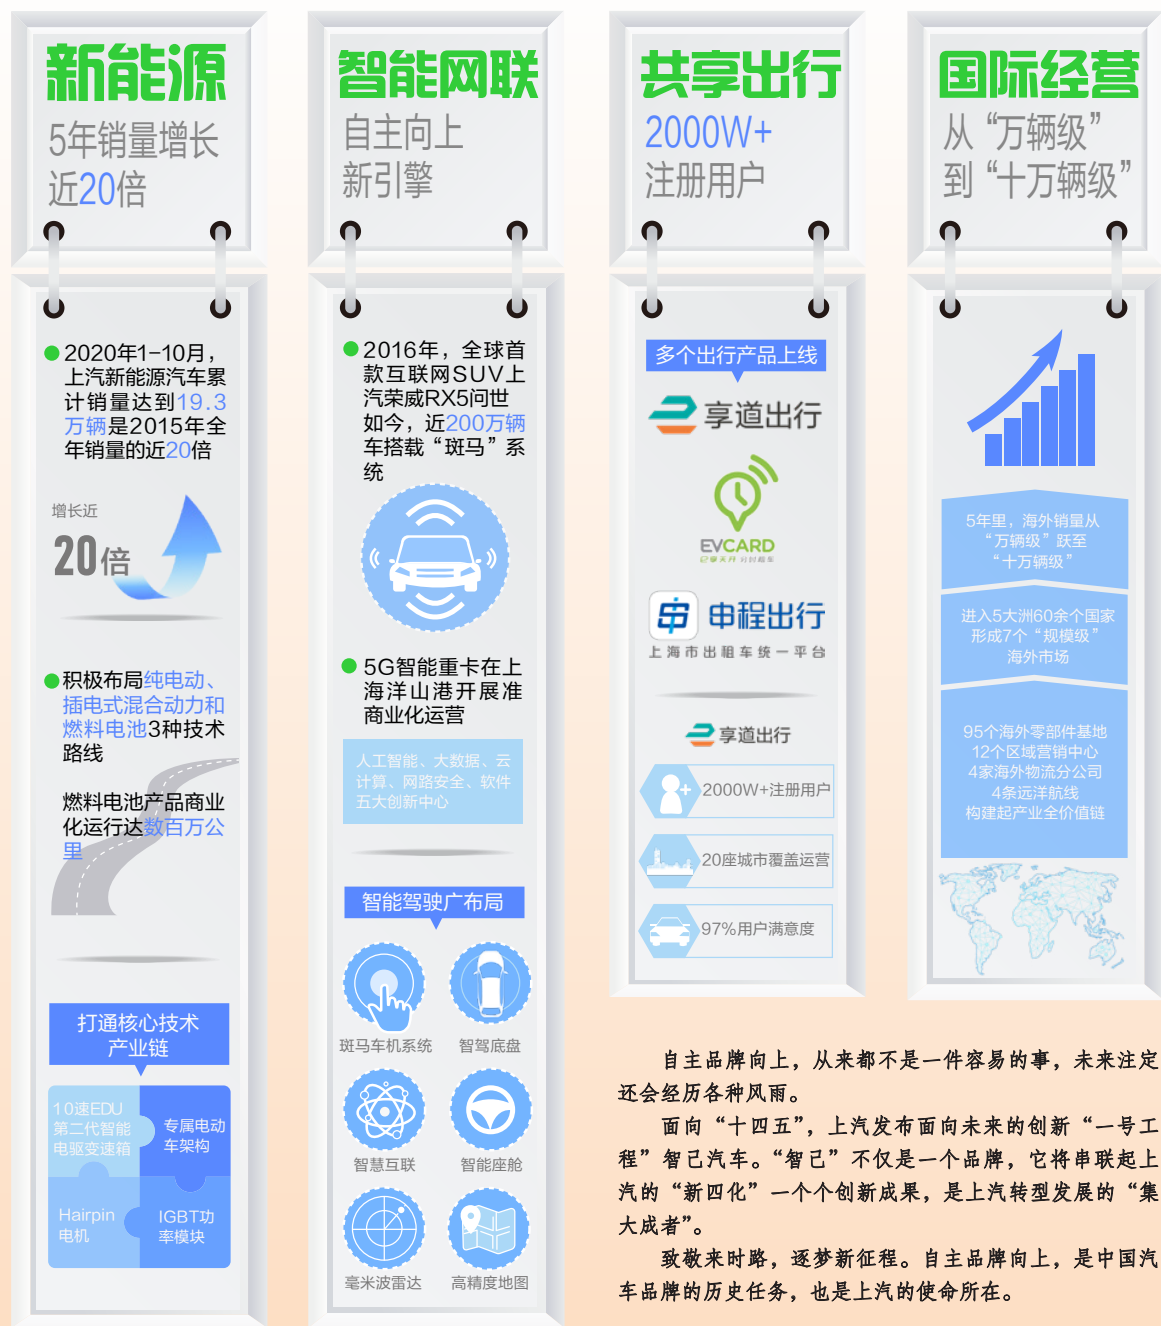 新能源
5年销量增长
近20倍
2020年1-10月，
上汽新能源汽车累
计销量达到19.3
万辆是2015年全
年销量的近20倍
增长近
20倍
积极布局纯电动、
插电式混合动力和
燃料电池3种技术
路线
燃料电池产品商业
化运行达数百万公
里
打通核心技术
产业链
10速EDU
第二代智能
电驱变速箱
专属电动
车架构
Hairpin
电机
IGBT功
率模块
智能网联
自主向上
新引擎
2016年，全球首
款互联网SUV上
汽荣威RX5问世
如今，近200万辆
车搭载“斑马”系
统
5G智能重卡在上
海洋山港开展准
商业化运营
人工智能、大数据、云
计算、网路安全、软件
五大创新中心
智能驾驶广布局
斑马车机系统
智驾底盘
智慧互联
智能座舱
毫米波雷达
高精度地图
共享出行
2000W+
注册用户
多个出行产品上线
享道出行
EVCARD
申程出行
上海市出租车统一平台
享道出行
2000W+注册用户
20座城市覆盖运营
97%用户满意度
国际经营
从“万辆级”
到“十万辆级”
5年里，海外销量从
“万辆级”跃至
“十万辆级”
进入5大洲60余个国家
形成7个“规模级”
海外市场
95个海外零部件基地
12个区域营销中心
4家海外物流分公司
4条远洋航线
构建起产业全价值链
自主品牌向上，从来都不是一件容易的事，未来注定
还会经历各种风雨。
面向“十四五”，上汽发布面向未来的创新“一号工
程”智己汽车。“智己”不仅是一个品牌，它将串联起上
汽的“新四化”一个个创新成果，是上汽转型发展的“集
大成者”。
致敬来时路，逐梦新征程。自主品牌向上，是中国汽
车品牌的历史任务，也是上汽的使命所在。